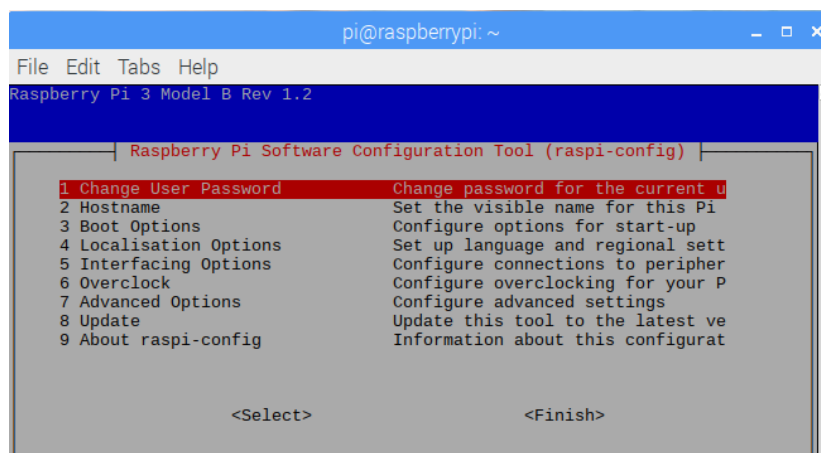 pi@raspberrypi: ~
File Edit Tabs Help
Raspberry Pi 3 Model B Rev 1.2
Raspberry Pi Software Configuration Tool (raspi-config)
1 Change User Password Change password for the current u
2 Hostname Set the visible name for this Pi
3 Boot Options Configure options for start-up
4 Localisation Options Set up language and regional sett
5 Interfacing Options Configure connections to peripher
6 Overclock Configure overclocking for your P
7 Advanced Options Configure advanced settings
8 Update Update this tool to the latest ve
9 About raspi-config Information about this configurat
<Select> <Finish>